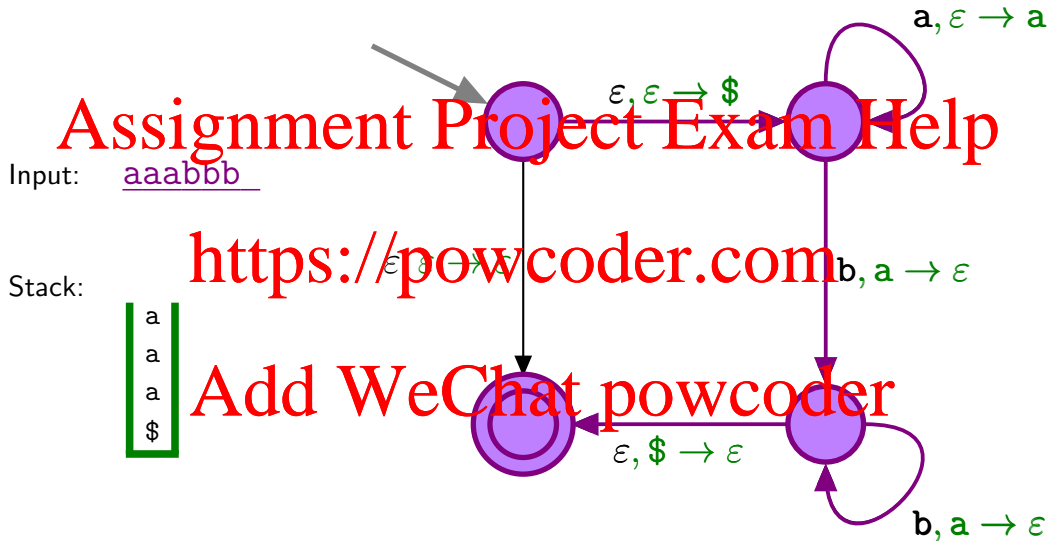 a, ε → a
ε, ε → $
Assignment Project Exam Help
Input: aaabbb
https://powcoder.com
ε, ε → ε
b, a → ε
Stack:
a
a
a
$
Add WeChat powcoder
ε, $ → ε
b, a → ε